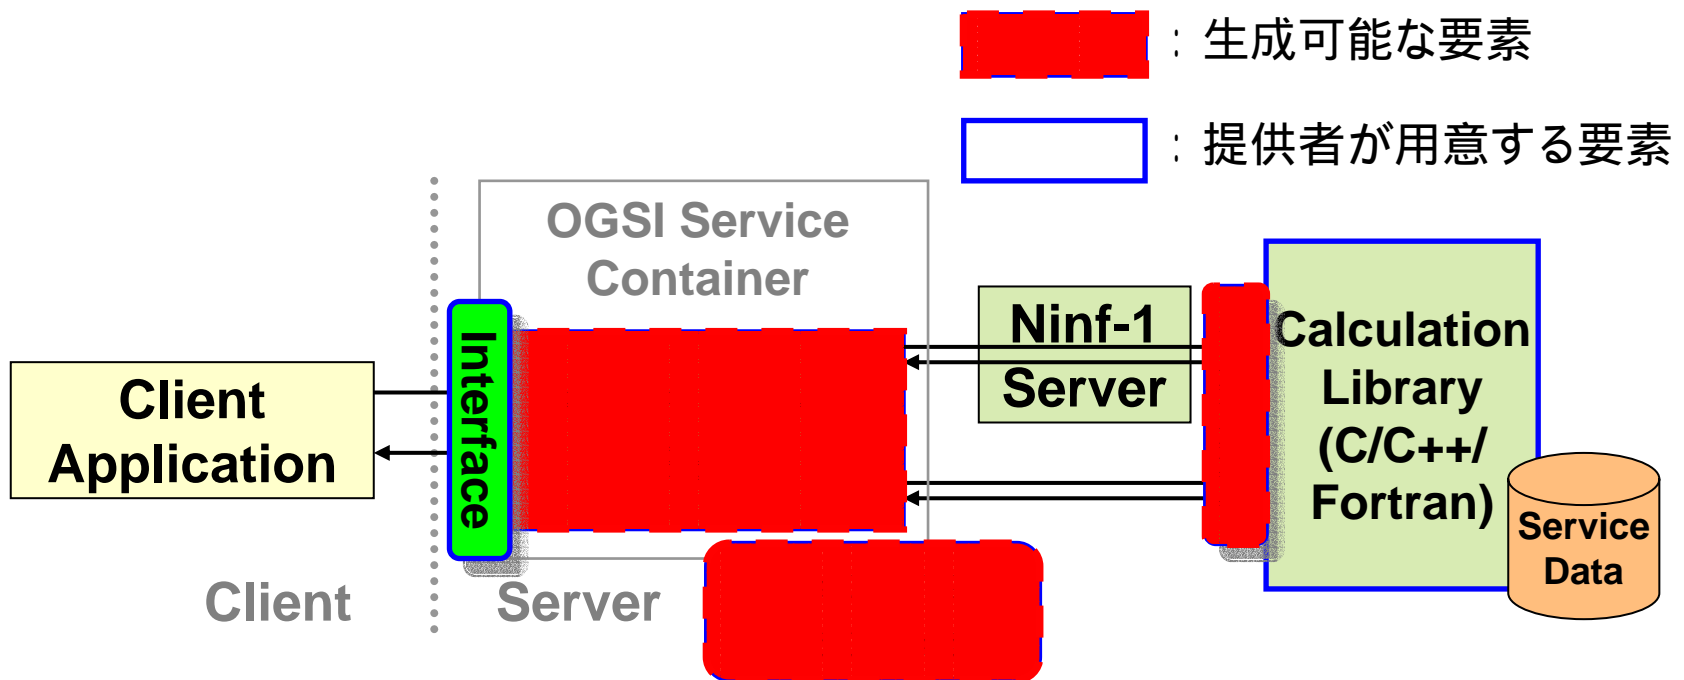 : 生成可能な要素
: 提供者が用意する要素
OGSI Service
Container
Interface
Client
Application
Ninf-1
Server
Calculation
Library
(C/C++/
Fortran)
Service
Data
Client
Server